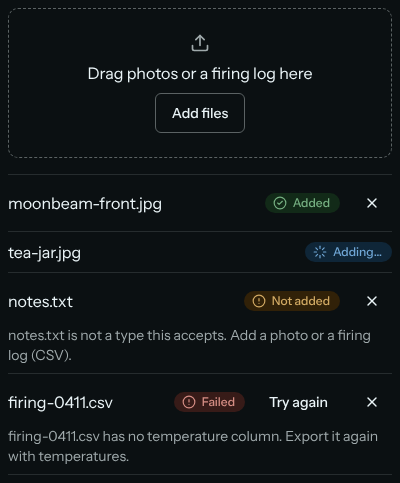 Drag photos or a firing log here
Add files
moonbeam-front.jpg Added
tea-jar.jpg Adding...
notes.txt Not added
notes.txt is not a type this accepts. Add a photo or a firing
log (CSV).
firing-0411.csv Failed Try again
firing-0411.csv has no temperature column. Export it again
with temperatures.